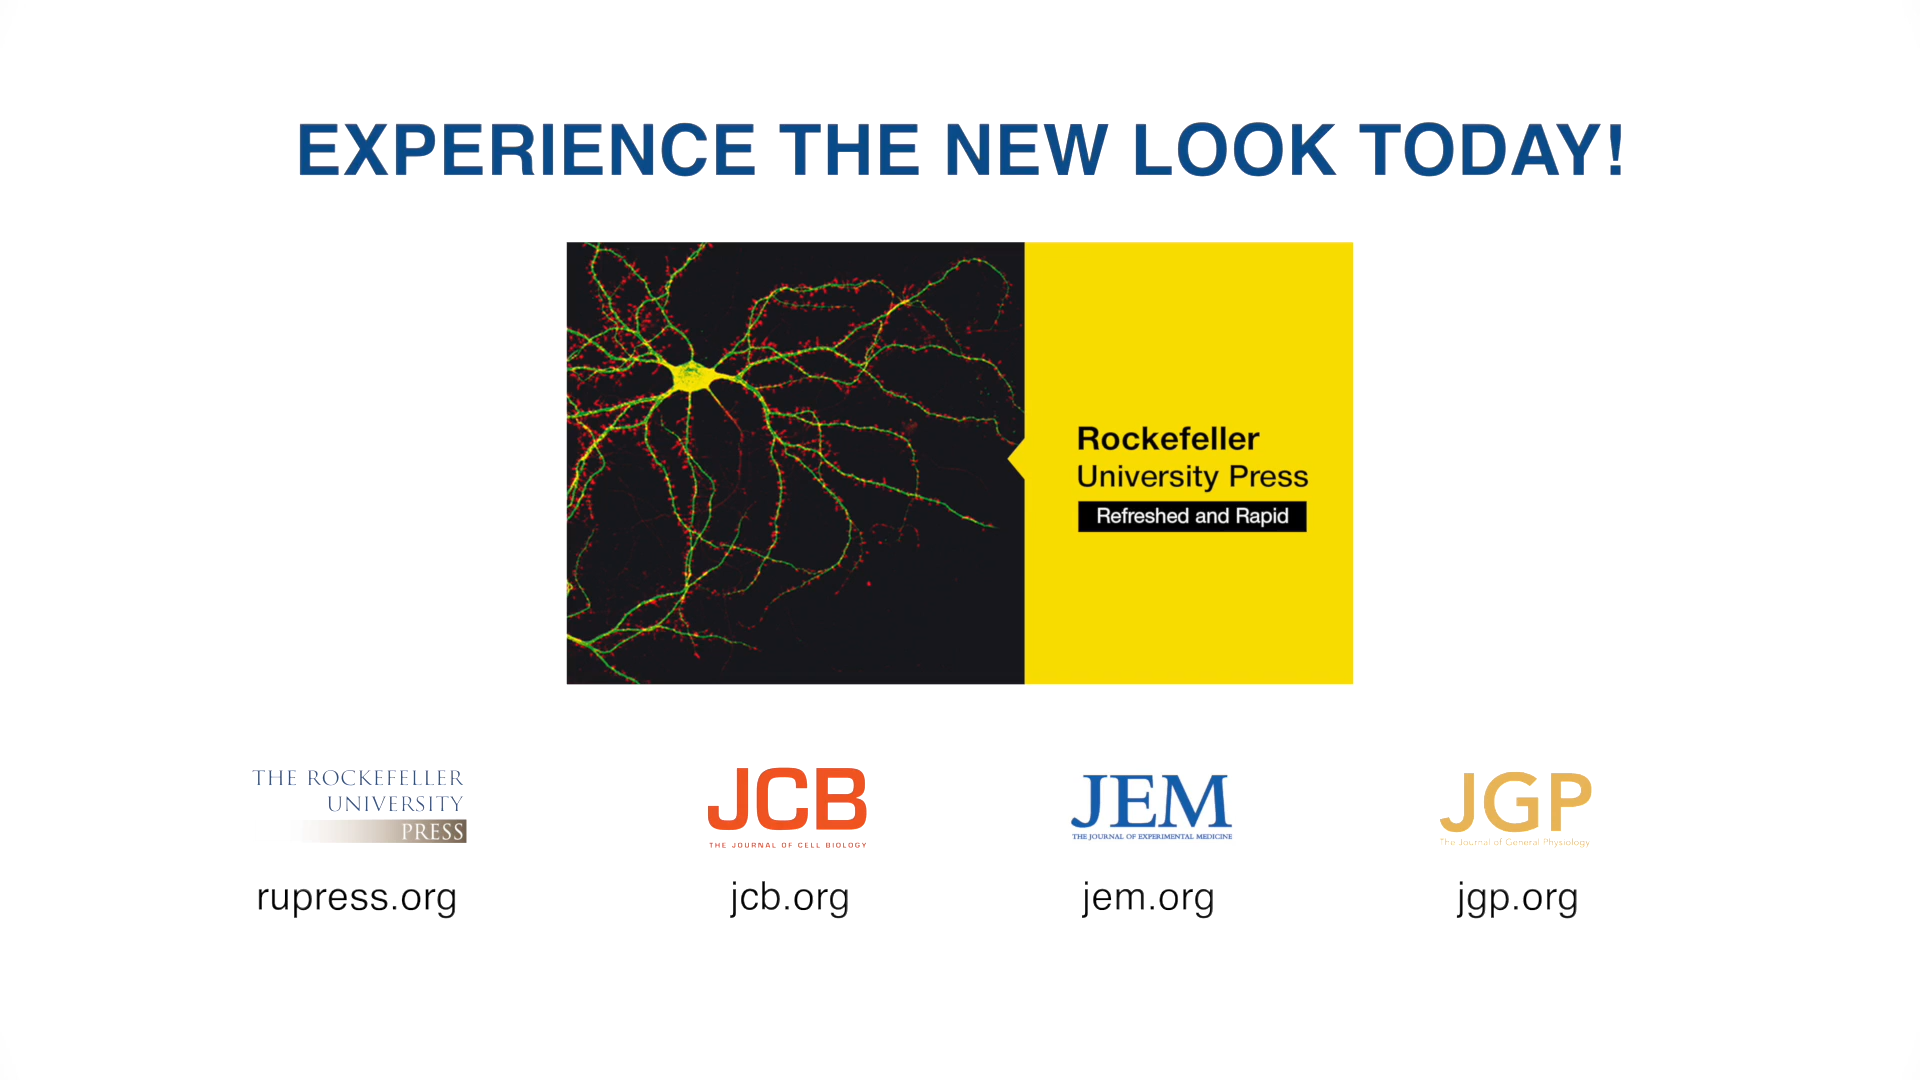 EXPERIENCE THE NEW LOOK TODAY!
Rockefeller
University Press
Refreshed and Rapid
THE ROCKEFELLER
UNIVERSITY
PRESS
JCB
THE JOURNAL OF CELL BIOLOGY
JEM
THE JOURNAL OF EXPERIMENTAL MEDICINE
JGP
The Journal of General Physiology
rupress.org
jcb.org
jem.org
jgp.org